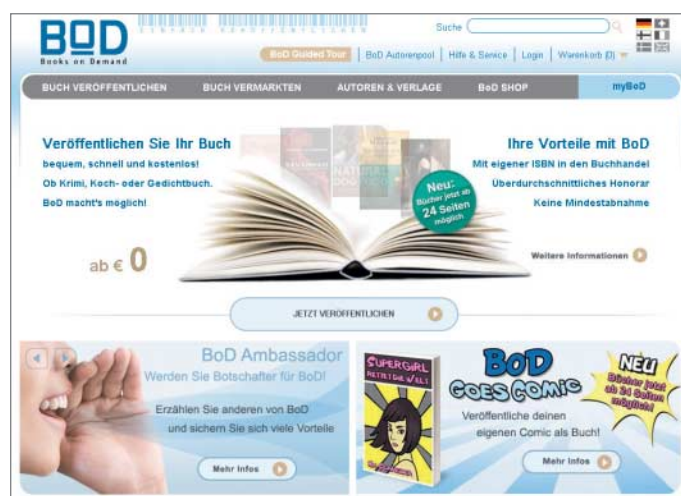 BOD
Books on Demand
EINFACH VERÖFFENTLICHEN
Suche
BoD Guided Tour | BoD Autorenpool | Hilfe & Service | Login | Warenkorb (0)
BUCH VERÖFFENTLICHEN BUCH VERMARKTEN AUTOREN & VERLAGE BoD SHOP myBoD
Veröffentlichen Sie Ihr Buch
bequem, schnell und kostenlos!
Ob Krimi, Koch- oder Gedichtbuch.
BoD macht's möglich!
ab € 0
Neu:
Bücher jetzt ab
24 Seiten
möglich
Ihre Vorteile mit BoD
Mit eigener ISBN in den Buchhandel
Überdurchschnittliches Honorar
Keine Mindestabnahme
Weitere Informationen
JETZT VERÖFFENTLICHEN
BoD Ambassador
Werden Sie Botschafter für BoD!
Erzählen Sie anderen von BoD
und sichern Sie sich viele Vorteile
Mehr Infos
SUPERGIRL
RETTET DIE WELT
BOD
GOES COMIC
NEU
Bücher jetzt
ab 24 Seiten
möglich!
Veröffentliche deinen
eigenen Comic als Buch!
Mehr Infos